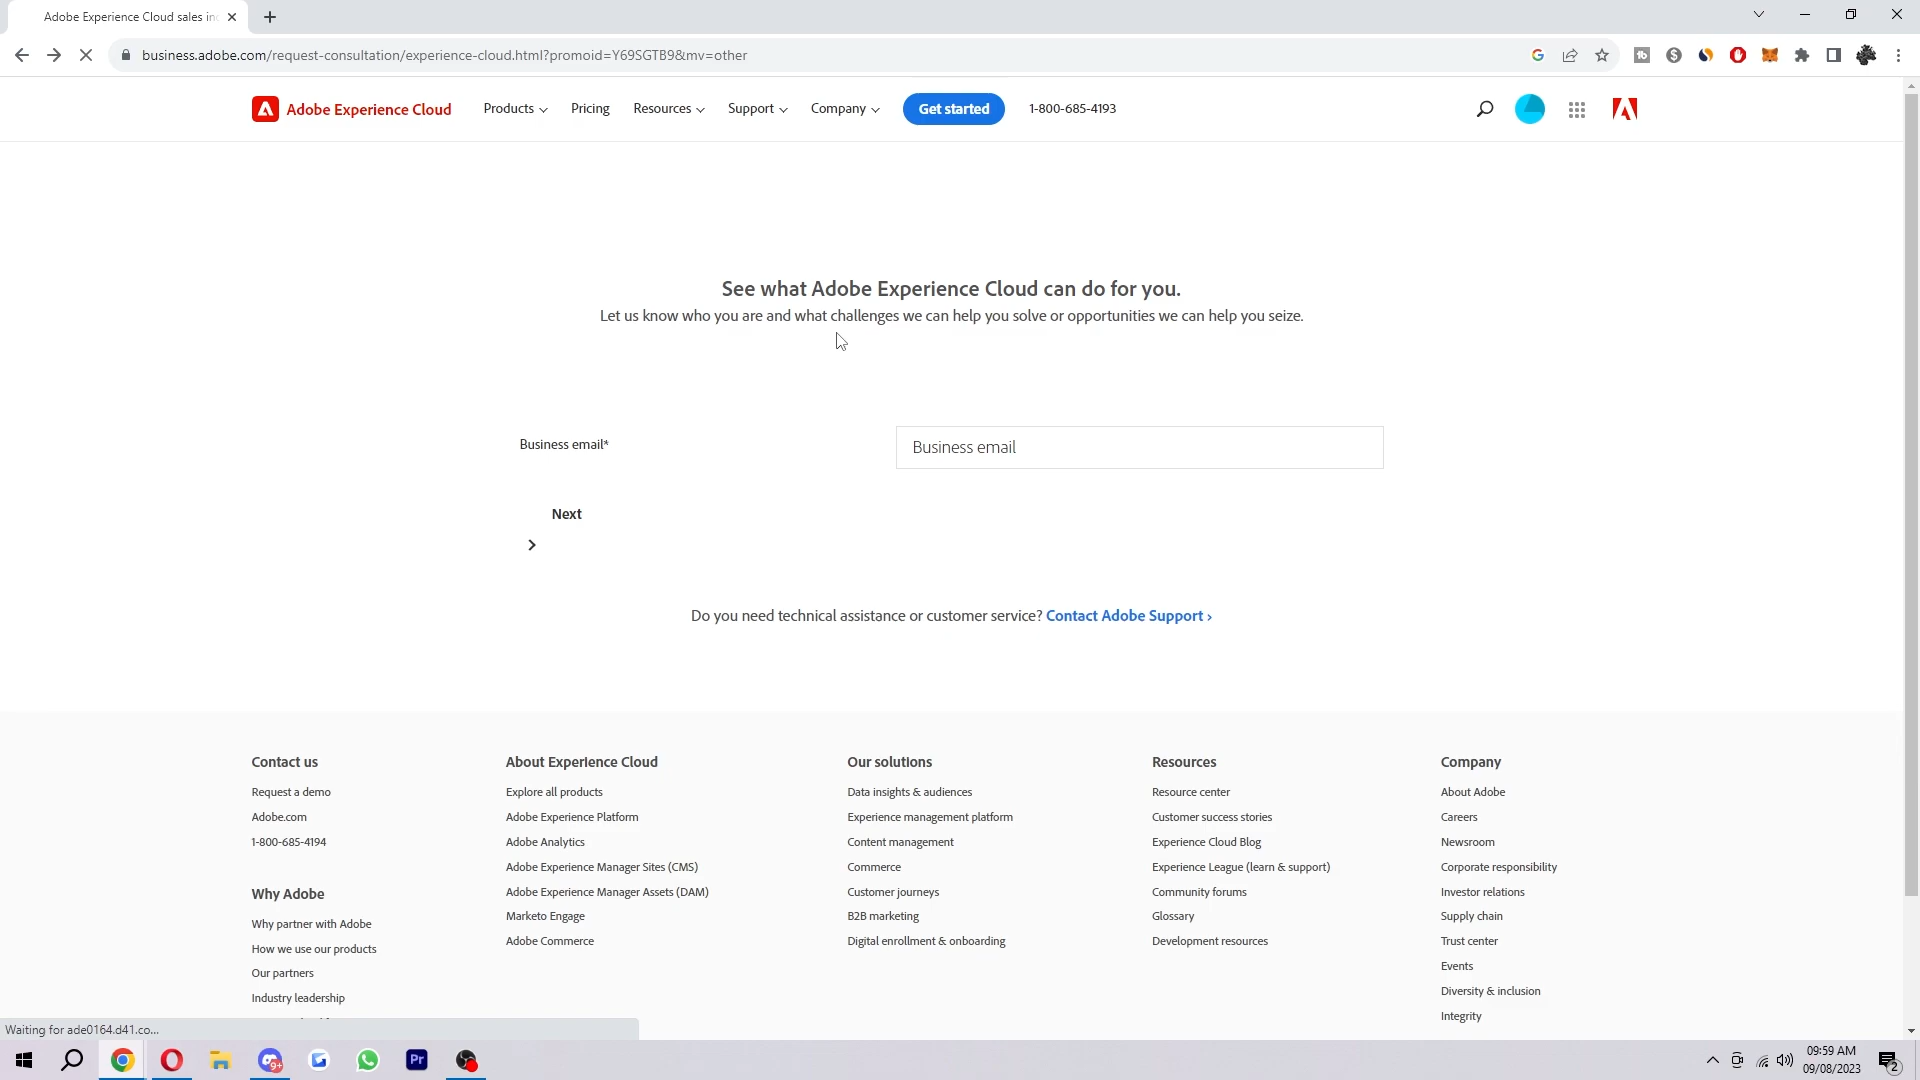 Adobe Experience Cloud sales in
business.adobe.com/request-consultation/experience-cloud.html?promoid=Y69SGTB9&mv=other
Adobe Experience Cloud
Products
Pricing
Resources
Support
Company
Get started
1-800-685-4193
See what Adobe Experience Cloud can do for you.
Let us know who you are and what challenges we can help you solve or opportunities we can help you seize.
Business email*
Business email
Next
Do you need technical assistance or customer service? Contact Adobe Support ›
Contact us
Request a demo
Adobe.com
1-800-685-4194
Why Adobe
Why partner with Adobe
How we use our products
Our partners
Industry leadership
About Experience Cloud
Explore all products
Adobe Experience Platform
Adobe Analytics
Adobe Experience Manager Sites (CMS)
Adobe Experience Manager Assets (DAM)
Marketo Engage
Adobe Commerce
Our solutions
Data insights & audiences
Experience management platform
Content management
Commerce
Customer journeys
B2B marketing
Digital enrollment & onboarding
Resources
Resource center
Customer success stories
Experience Cloud Blog
Experience League (learn & support)
Community forums
Glossary
Development resources
Company
About Adobe
Careers
Newsroom
Corporate responsibility
Investor relations
Supply chain
Trust center
Events
Diversity & inclusion
Integrity
Waiting for ade0164.d41.co...
9+
Pr
09:59 AM
09/08/2023
2